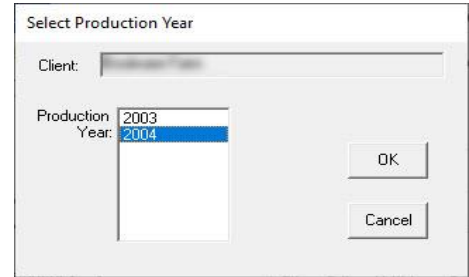 Select Production Year
Client:
Production
Year:
2003
2004
OK
Cancel